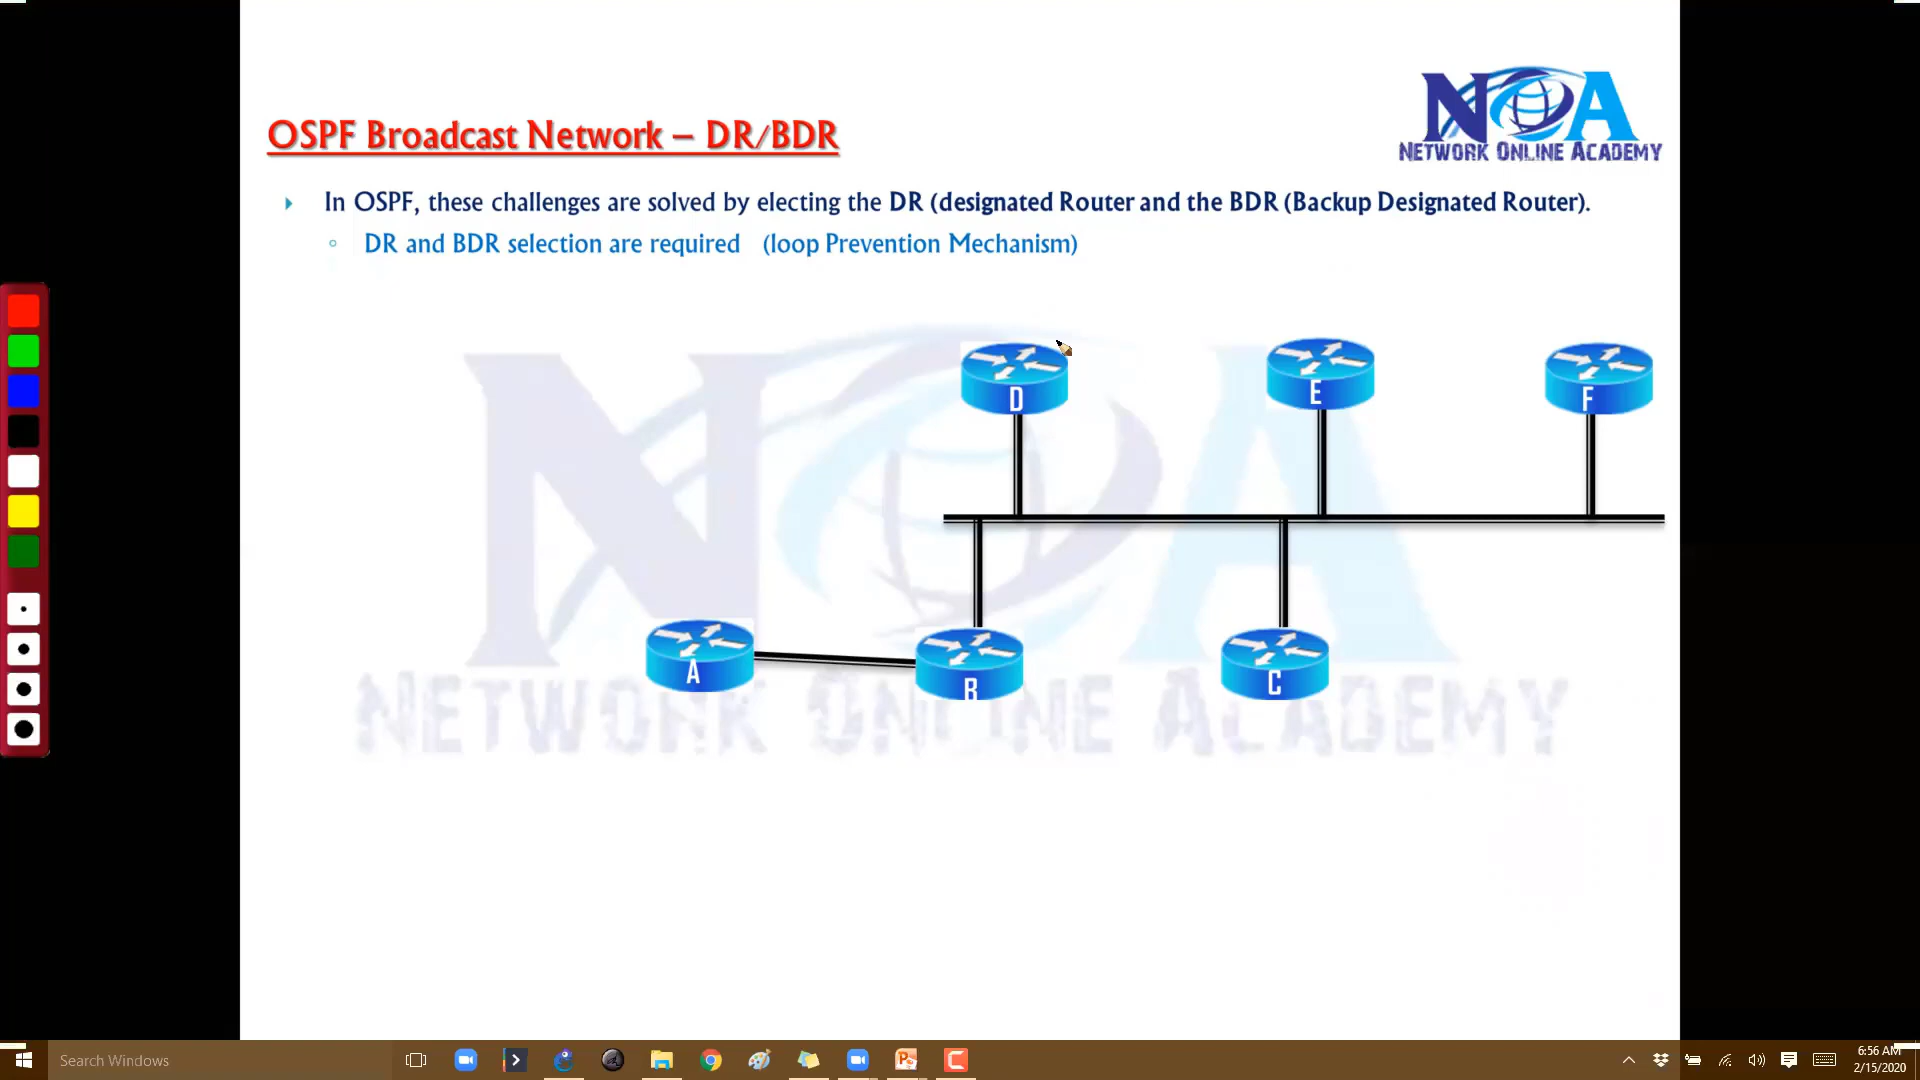 NOA
NETWORK ONLINE ACADEMY
OSPF Broadcast Network – DR/BDR
In OSPF, these challenges are solved by electing the DR (designated Router and the BDR (Backup Designated Router).
DR and BDR selection are required (loop Prevention Mechanism)
D
E
F
A
B
C
NOA
NETWORK ONLINE ACADEMY
Search Windows
6:56 AM
2/15/2020